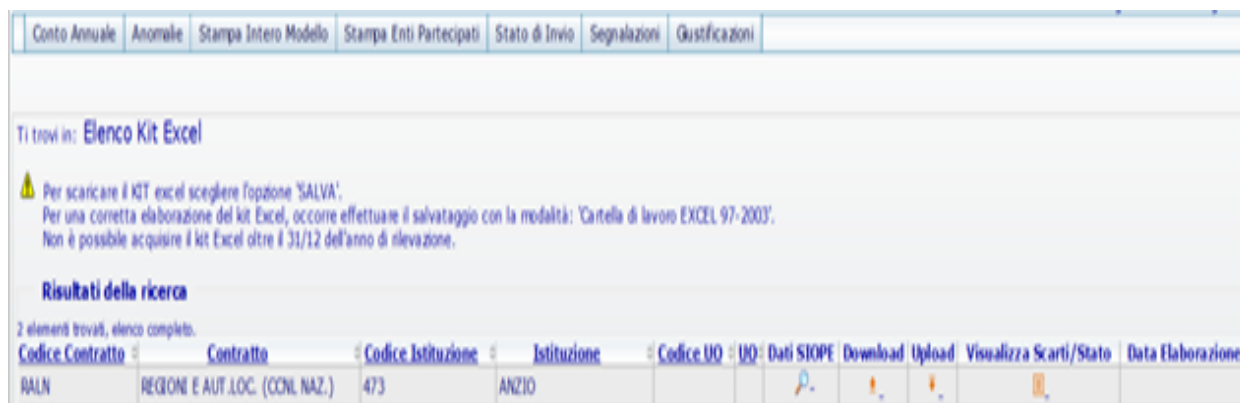 Conto Annuale Anomalie Stampa Intero Modello Stampa Enti Partecipati Stato di Invio Segnalazioni Giustificazioni
Ti trovi in: Elenco Kit Excel
Per scaricare il KIT excel scegliere l'opzione 'SALVA'.
Per una corretta elaborazione del kit Excel, occorre effettuare il salvataggio con la modalità: 'Cartella di lavoro EXCEL 97-2003'.
Non è possibile acquisire il kit Excel oltre il 31/12 dell'anno di rilevazione.
Risultati della ricerca
2 elementi trovati, elenco completo.
Codice Contratto Contratto Codice Istituzione Istituzione Codice UO UO Dati SIOPE Download Upload Visualizza Scarti/Stato Data Elaborazione
RALN REGIONI E AUT.LOC. (CCNL NAZ.) 473 ANZIO